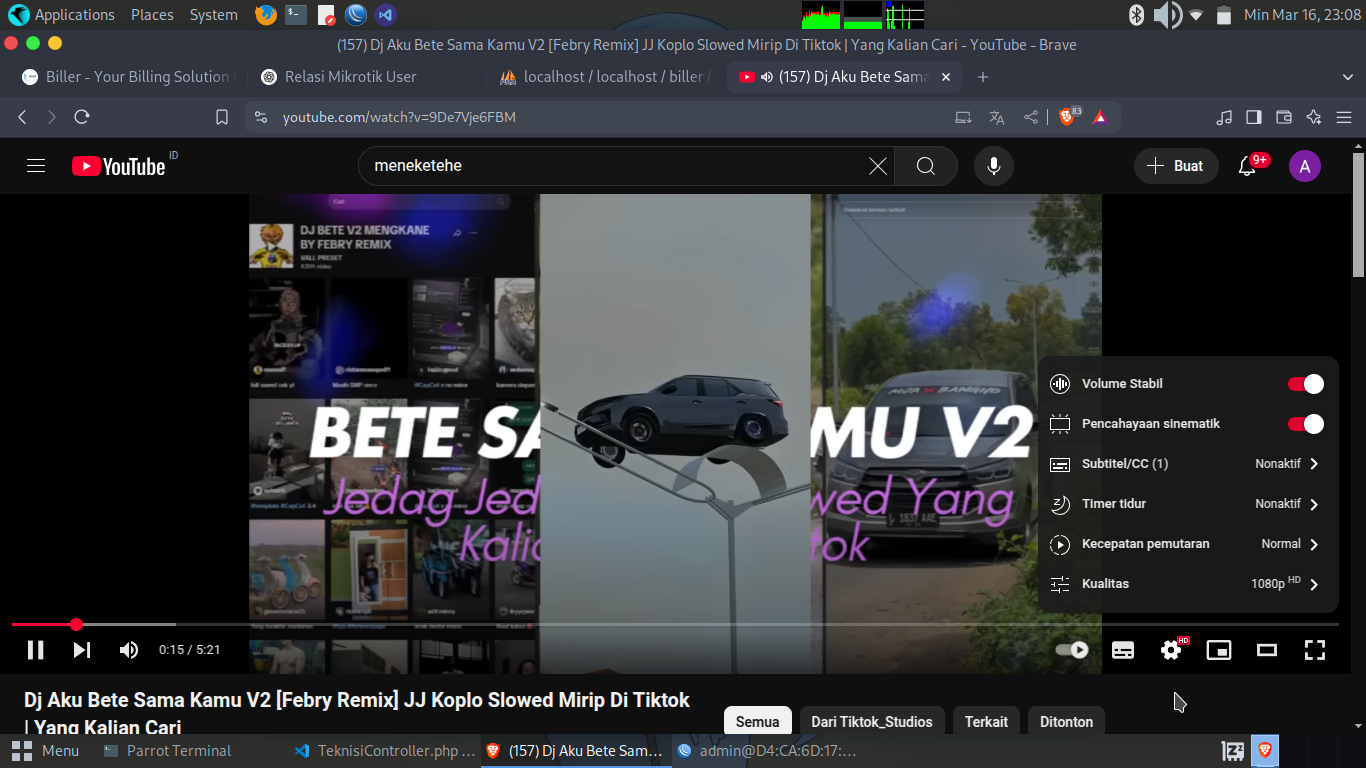 Applications Places System
Min Mar 16, 23:08
(157) Dj Aku Bete Sama Kamu V2 [Febry Remix] JJ Koplo Slowed Mirip Di Tiktok | Yang Kalian Cari - YouTube - Brave
Biller - Your Billing Solution
Relasi Mikrotik User
localhost / localhost / biller /
(157) Dj Aku Bete Sama
youtube.com/watch?v=9De7Vje6FBM
83
YouTube ID
meneketehe
Buat
9+
A
Cari
DJ BETE V2 MENGKANE
BY FEBRY REMIX
VALL PRESET
BETE SA
MU V2
Jedag Jed
wed Yang
Kalia
tok
MJA X BANGHO
Volume Stabil
Pencahayaan sinematik
Subtitel/CC (1) Nonaktif
Timer tidur Nonaktif
Kecepatan pemutaran Normal
Kualitas 1080p HD
0:15 / 5:21
HD
Dj Aku Bete Sama Kamu V2 [Febry Remix] JJ Koplo Slowed Mirip Di Tiktok
| Yang Kalian Cari
Semua
Dari Tiktok_Studios
Terkait
Ditonton
Menu
Parrot Terminal
TeknisiController.php ...
(157) Dj Aku Bete Sam...
admin@D4:CA:6D:17:...